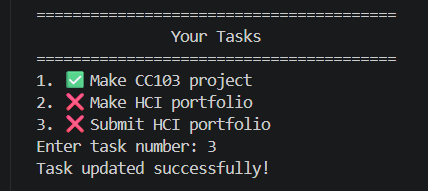 ========================================
Your Tasks
========================================
1. ✅ Make CC103 project
2. ❌ Make HCI portfolio
3. ❌ Submit HCI portfolio
Enter task number: 3
Task updated successfully!